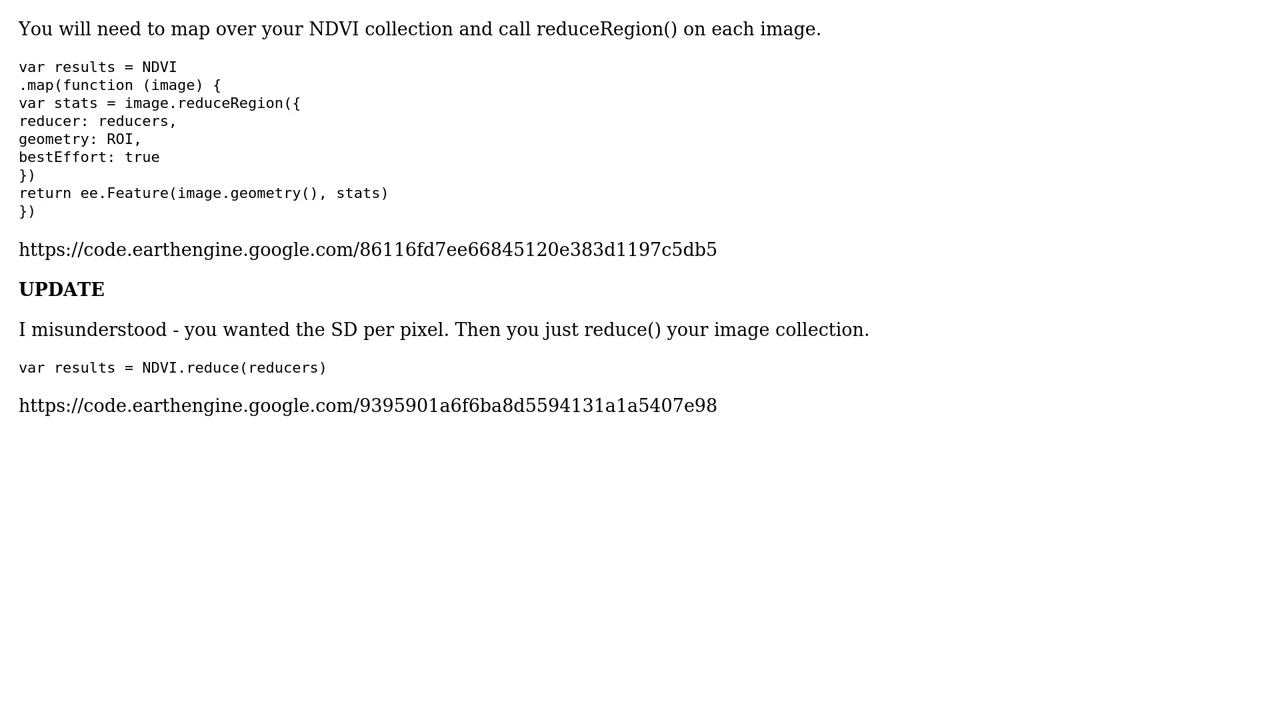 You will need to map over your NDVI collection and call reduceRegion() on each image.
var results = NDVI
.map(function (image) {
var stats = image.reduceRegion({
reducer: reducers,
geometry: ROI,
bestEffort: true
})
return ee.Feature(image.geometry(), stats)
})
https://code.earthengine.google.com/86116fd7ee66845120e383d1197c5db5
UPDATE
I misunderstood - you wanted the SD per pixel. Then you just reduce() your image collection.
var results = NDVI.reduce(reducers)
https://code.earthengine.google.com/9395901a6f6ba8d5594131a1a5407e98